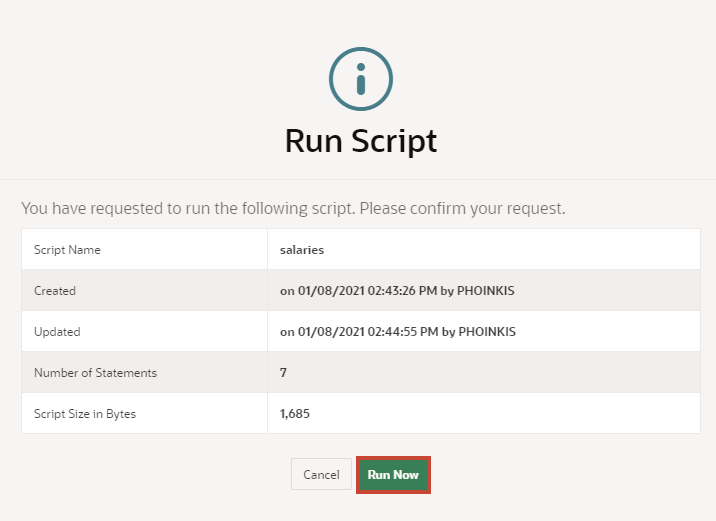 Run Script
You have requested to run the following script. Please confirm your request.
Script Name salaries
Created on 01/08/2021 02:43:26 PM by PHOINKIS
Updated on 01/08/2021 02:44:55 PM by PHOINKIS
Number of Statements 7
Script Size in Bytes 1,685
Cancel Run Now